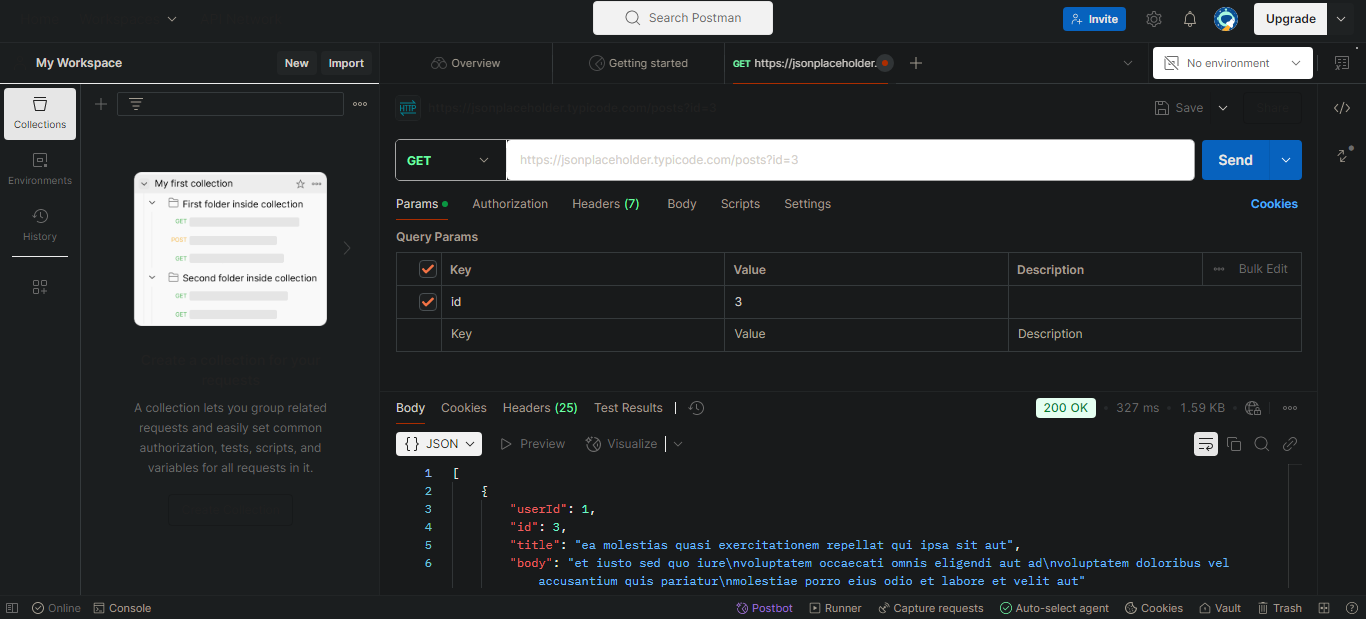 Search Postman
Invite
Upgrade
My Workspace
New
Import
Overview
Getting started
GET https://jsonplaceholder.
No environment
Collections
Environments
History
My first collection
First folder inside collection
GET
POST
GET
Second folder inside collection
GET
GET
A collection lets you group related
requests and easily set common
authorization, tests, scripts, and
variables for all requests in it.
HTTP
https://jsonplaceholder.typicode.com/posts?id=3
Save
GET
https://jsonplaceholder.typicode.com/posts?id=3
Send
Params
Authorization
Headers (7)
Body
Scripts
Settings
Cookies
Query Params
Key Value Description Bulk Edit
id 3
Key Value Description
Body Cookies Headers (25) Test Results
200 OK 327 ms 1.59 KB
{} JSON Preview Visualize
1 [
2 {
3 "userId": 1,
4 "id": 3,
5 "title": "ea molestias quasi exercitationem repellat qui ipsa sit aut",
6 "body": "et iusto sed quo iure\nvoluptatem occaecati omnis eligendi aut ad\nvoluptatem doloribus vel
accusantium quis pariatur\nmolestiae porro eius odio et labore et velit aut"
Online Console Postbot Runner Capture requests Auto-select agent Cookies Vault Trash